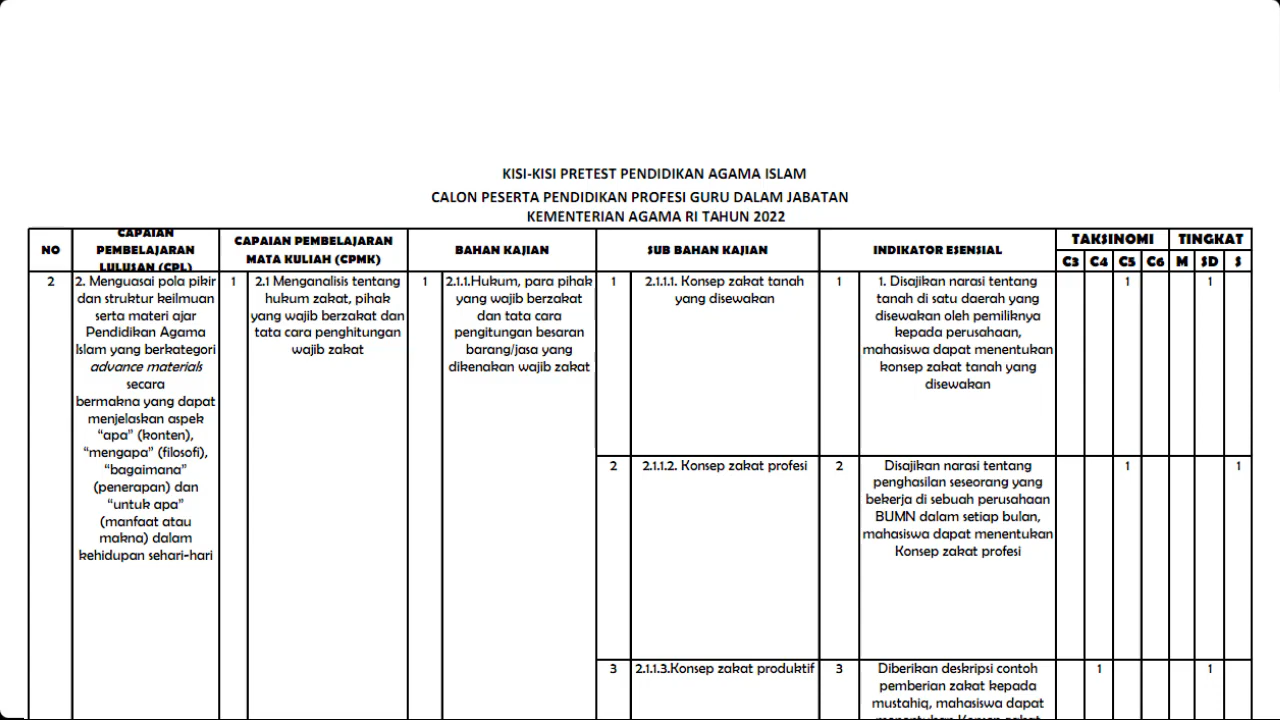 KISI-KISI PRETEST PENDIDIKAN AGAMA ISLAM
CALON PESERTA PENDIDIKAN PROFESI GURU DALAM JABATAN
KEMENTERIAN AGAMA RI TAHUN 2022
NO
CAPAIAN
PEMBELAJARAN
LULUSAN (CPL)
CAPAIAN PEMBELAJARAN
MATA KULIAH (CPMK)
BAHAN KAJIAN
SUB BAHAN KAJIAN
INDIKATOR ESENSIAL
TAKSINOMI
TINGKAT
C3 C4 C5 C6 M SD S
2
2. Menguasai pola pikir
dan struktur keilmuan
serta materi ajar
Pendidikan Agama
Islam yang berkategori
advance materials
secara
bermakna yang dapat
menjelaskan aspek
“apa” (konten),
“mengapa” (filosofi),
“bagaimana”
(penerapan) dan
“untuk apa”
(manfaat atau
makna) dalam
kehidupan sehari-hari
1
2.1 Menganalisis tentang
hukum zakat, pihak
yang wajib berzakat dan
tata cara penghitungan
wajib zakat
1
2.1.1.Hukum, para pihak
yang wajib berzakat
dan tata cara
pengitungan besaran
barang/jasa yang
dikenakan wajib zakat
1
2.1.1.1. Konsep zakat tanah
yang disewakan
1
1. Disajikan narasi tentang
tanah di satu daerah yang
disewakan oleh pemiliknya
kepada perusahaan,
mahasiswa dapat menentukan
konsep zakat tanah yang
disewakan
1
1
2
2.1.1.2. Konsep zakat profesi
2
Disajikan narasi tentang
penghasilan seseorang yang
bekerja di sebuah perusahaan
BUMN dalam setiap bulan,
mahasiswa dapat menentukan
Konsep zakat profesi
1
1
3
2.1.1.3.Konsep zakat produktif
3
Diberikan deskripsi contoh
pemberian zakat kepada
mustahiq, mahasiswa dapat
menentukan Konsep zakat
1
1